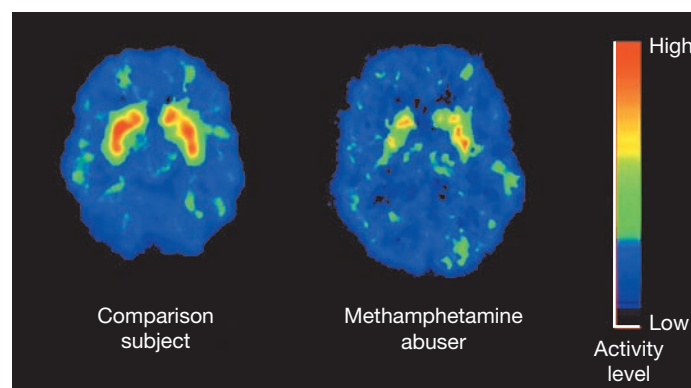 High
Low
Activity
level
Comparison
subject
Methamphetamine
abuser